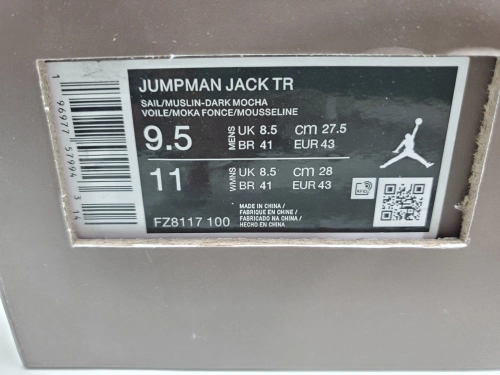 JUMPMAN JACK TR
SAIL/MUSLIN-DARK MOCHA
VOILE/MOKA FONCE/MOUSSELINE
9.5 MENS UK 8.5 cm 27.5
BR 41 EUR 43
11 WMNS UK 8.5 cm 28
BR 41 EUR 43
FZ8117 100
MADE IN CHINA /
FABRIQUE EN CHINE /
FABRICADO NA CHINA /
HECHO EN CHINA
RFID